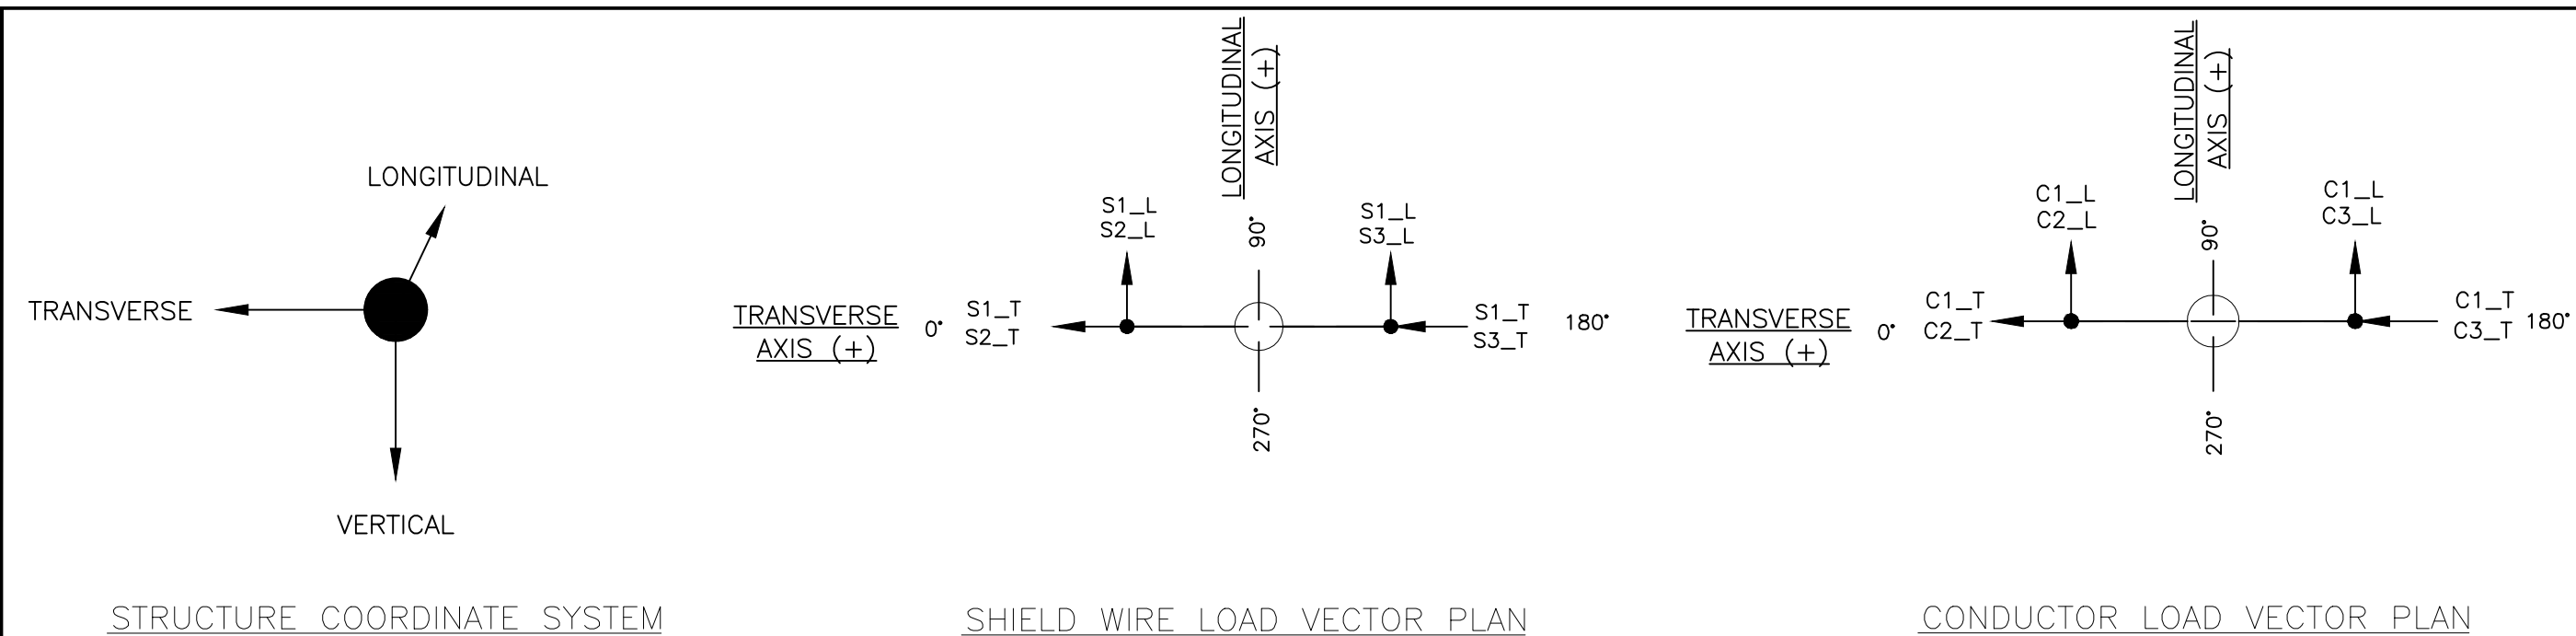 LONGITUDINAL
TRANSVERSE
VERTICAL
STRUCTURE COORDINATE SYSTEM
LONGITUDINAL
AXIS (+)
90°
S1_L
S2_L
S1_L
S3_L
TRANSVERSE
AXIS (+)
0°
S1_T
S2_T
S1_T
S3_T
180°
270°
SHIELD WIRE LOAD VECTOR PLAN
LONGITUDINAL
AXIS (+)
90°
C1_L
C2_L
C1_L
C3_L
TRANSVERSE
AXIS (+)
0°
C1_T
C2_T
C1_T
C3_T
180°
270°
CONDUCTOR LOAD VECTOR PLAN